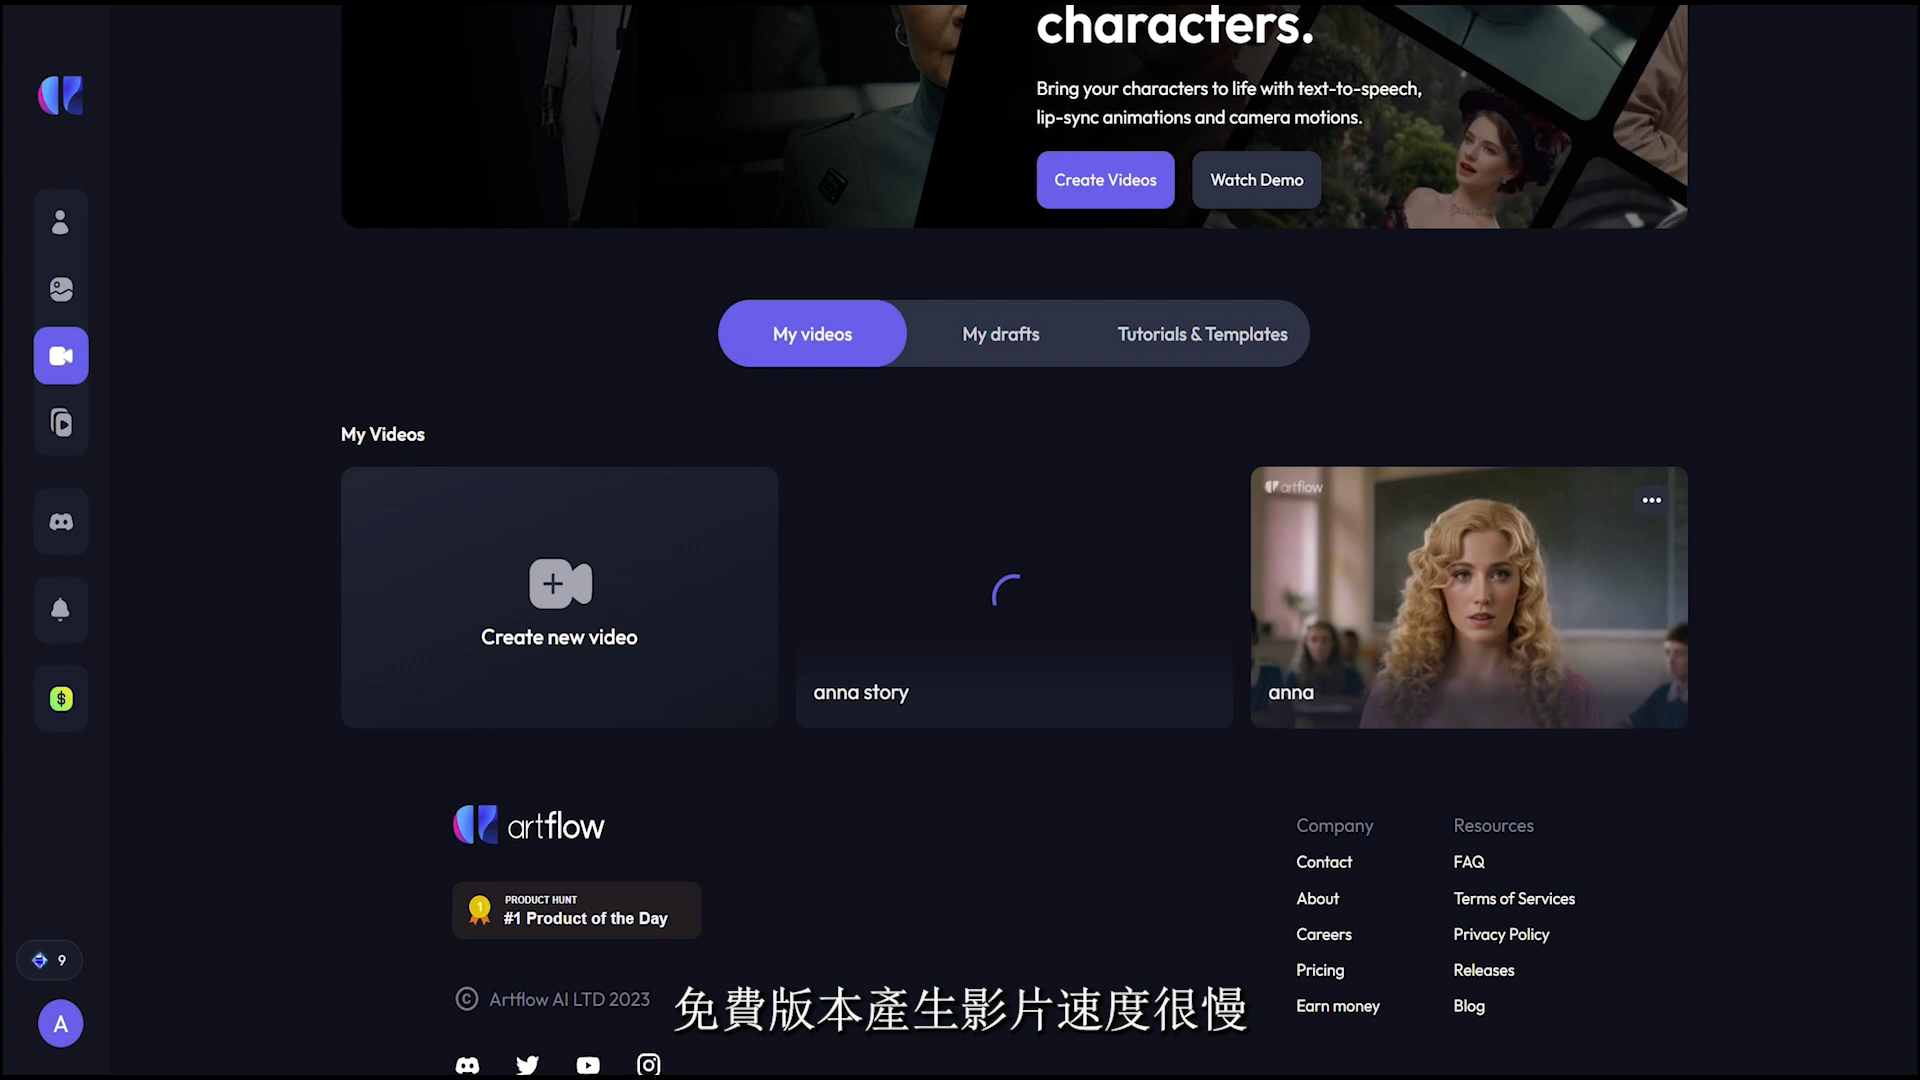 characters.
Bring your characters to life with text-to-speech,
lip-sync animations and camera motions.
Create Videos
Watch Demo
My videos
My drafts
Tutorials & Templates
My Videos
Create new video
anna story
artflow
anna
artflow
1
PRODUCT HUNT
#1 Product of the Day
Company
Contact
About
Careers
Pricing
Earn money
Resources
FAQ
Terms of Services
Privacy Policy
Releases
Blog
$
9
A
© Artflow AI LTD 2023
免費版本產生影片速度很慢